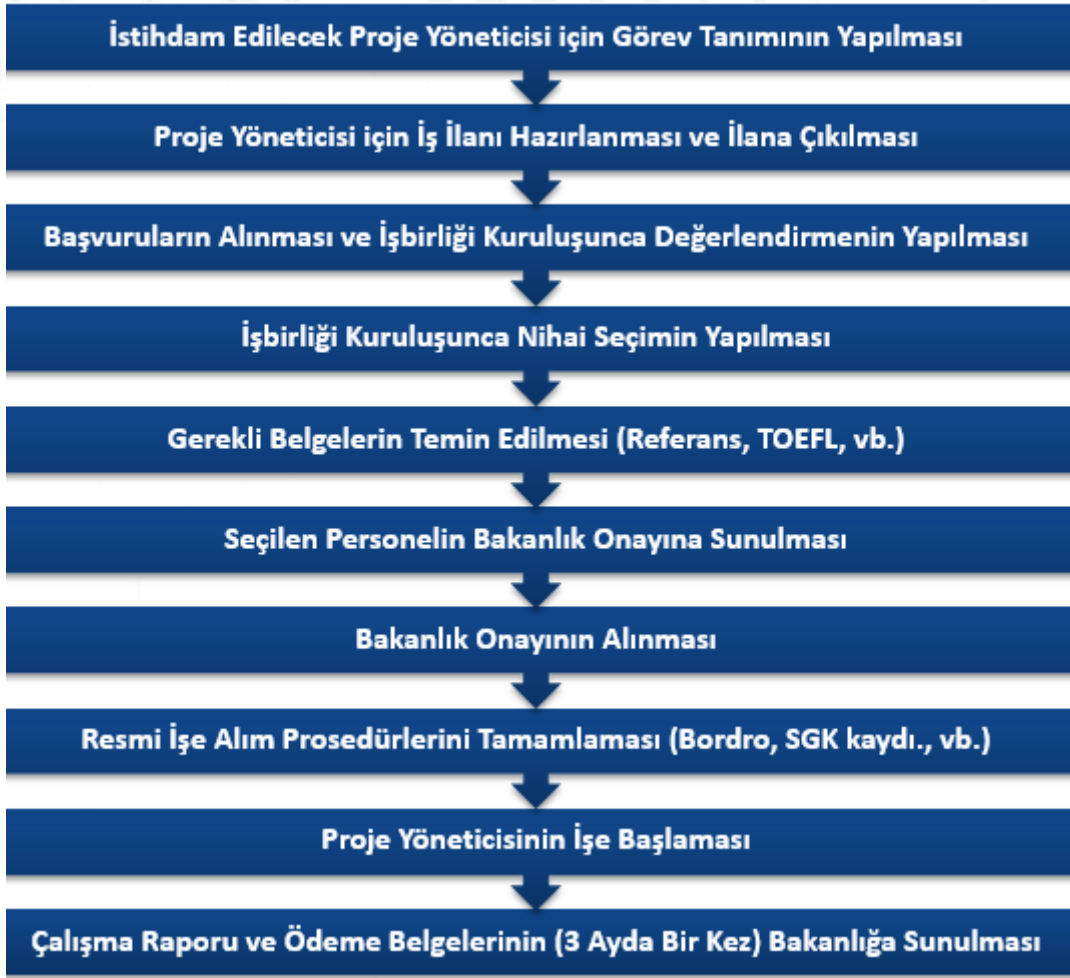 İstihdam Edilecek Proje Yöneticisi için Görev Tanımının Yapılması
Proje Yöneticisi için İş İlanı Hazırlanması ve İlana Çıkılması
Başvuruların Alınması ve İşbirliği Kuruluşunca Değerlendirmenin Yapılması
İşbirliği Kuruluşunca Nihai Seçimin Yapılması
Gerekli Belgelerin Temin Edilmesi (Referans, TOEFL, vb.)
Seçilen Personelin Bakanlık Onayına Sunulması
Bakanlık Onayının Alınması
Resmi İşe Alım Prosedürlerini Tamamlaması (Bordro, SGK kaydı., vb.)
Proje Yöneticisinin İşe Başlaması
Çalışma Raporu ve Ödeme Belgelerinin (3 Ayda Bir Kez) Bakanlığa Sunulması